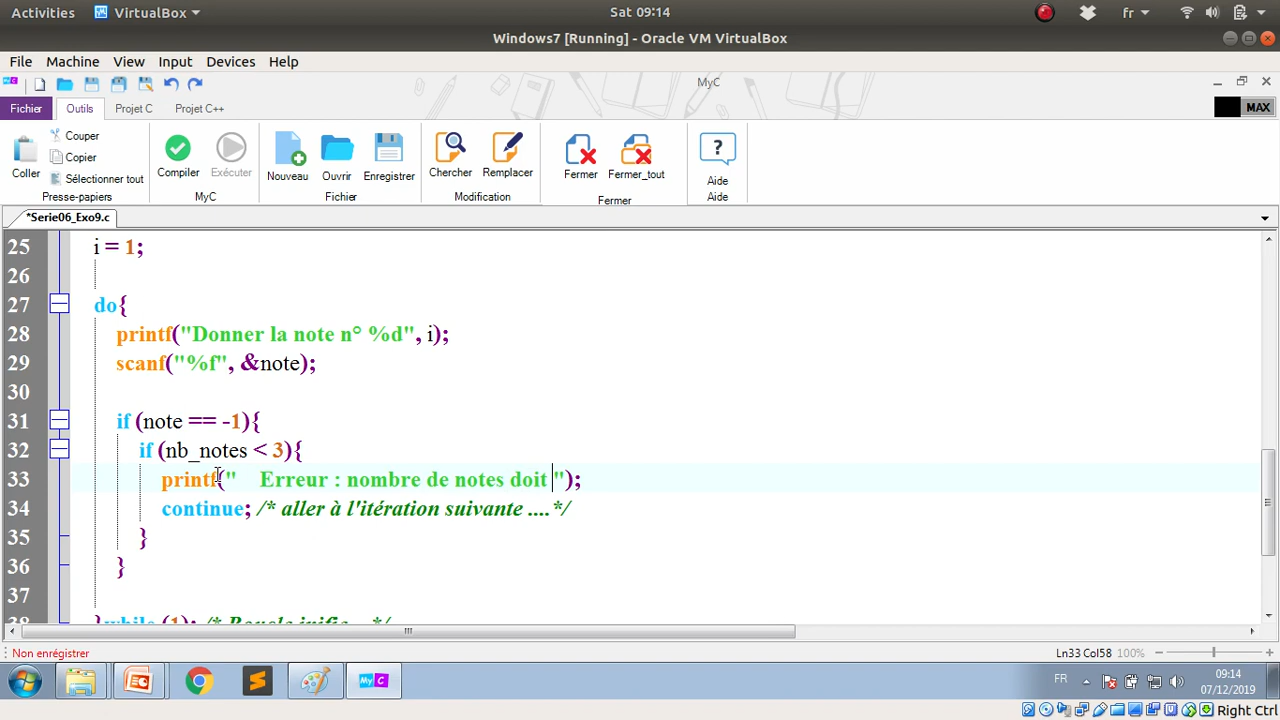 Activities VirtualBox Sat 09:14 fr
Windows7 [Running] - Oracle VM VirtualBox
File Machine View Input Devices Help
MyC
Fichier Outils Projet C Projet C++ MAX
Coller Couper Copier Sélectionner tout Compiler Exécuter Nouveau Ouvrir Enregistrer Chercher Remplacer Fermer Fermer_tout ? Aide
Presse-papiers MyC Fichier Modification Fermer Aide
*Serie06_Exo9.c
25 i = 1;
26
27 do{
28 printf("Donner la note n° %d", i);
29 scanf("%f", &note);
30
31 if (note == -1){
32 if (nb_notes < 3){
33 printf("    Erreur : nombre de notes doit ");
34 continue; /* aller à l'itération suivante ....*/
35 }
36 }
37
38 }while (1); /*
Non enregistrer Ln33 Col58 100%
MyC FR 09:14
07/12/2019
Right Ctrl